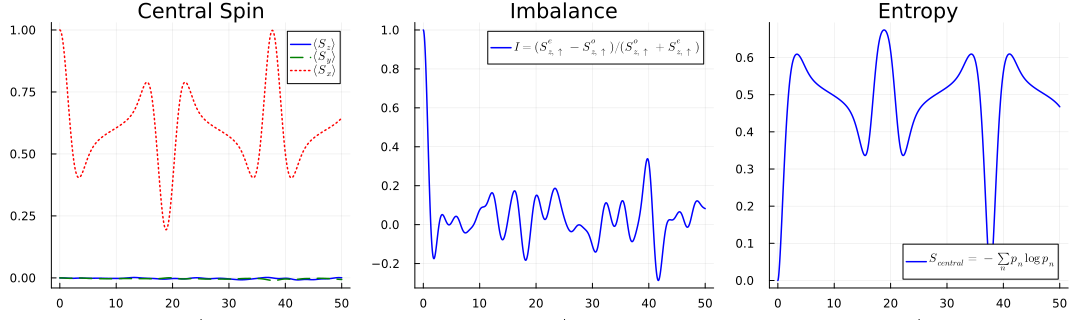 Central Spin
1.00
0.75
0.50
0.25
0.00
0 10 20 30 40 50
⟨S_z⟩
⟨S_y⟩
⟨S_x⟩
Imbalance
1.0
0.8
0.6
0.4
0.2
0.0
−0.2
0 10 20 30 40 50
I = (S^e_{z,↑} − S^o_{z,↑})/(S^o_{z,↑} + S^e_{z,↑})
Entropy
0.6
0.5
0.4
0.3
0.2
0.1
0.0
0 10 20 30 40 50
S_{central} = − ∑_n p_n log p_n